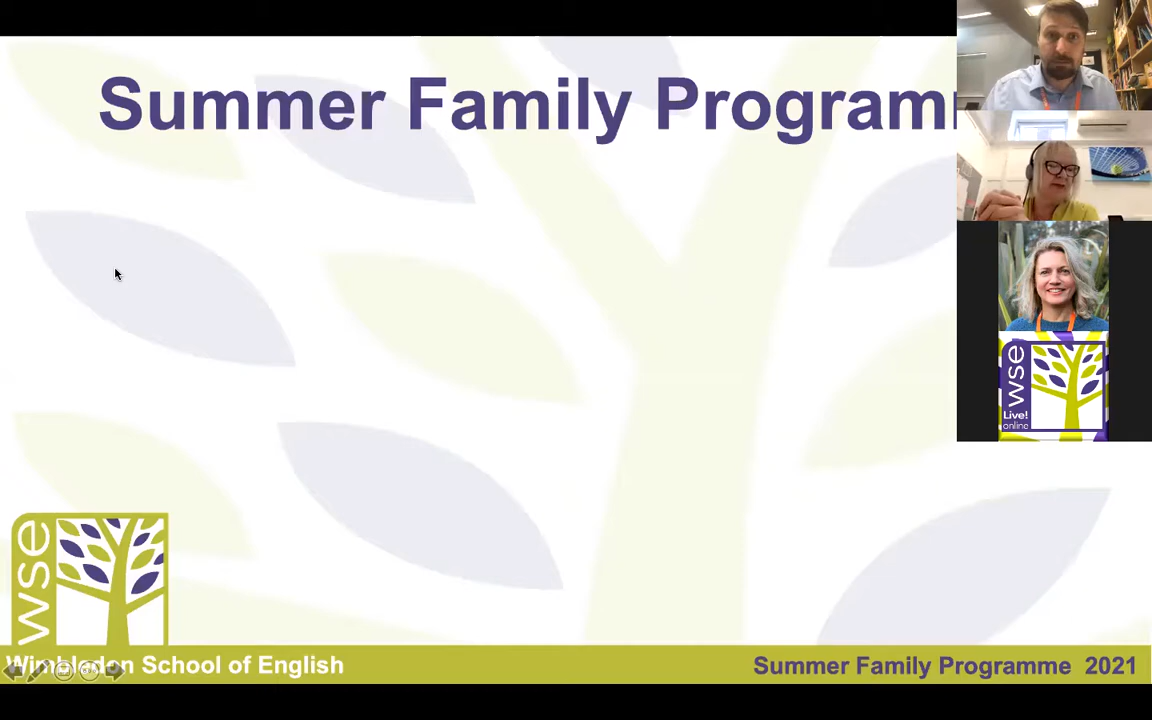 Summer Family Programm
wse
Live!
online
wse
Wimbledon School of English
Summer Family Programme 2021